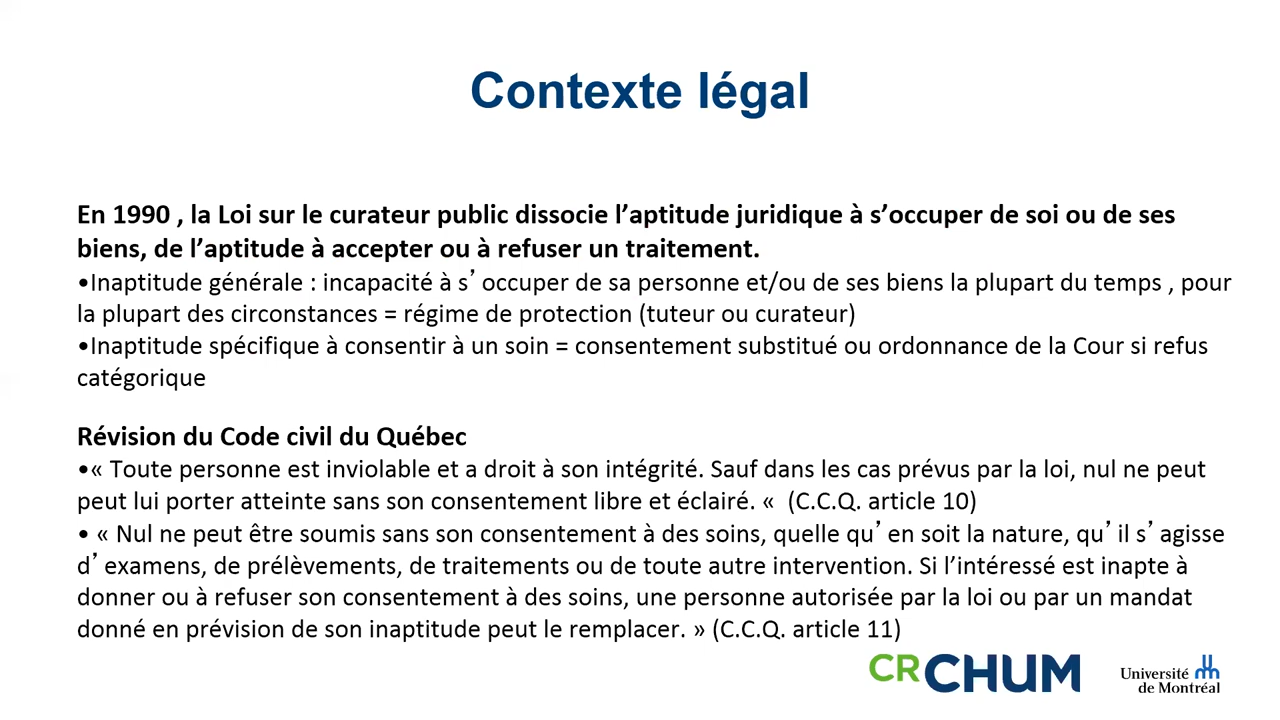 Contexte légal
En 1990 , la Loi sur le curateur public dissocie l’aptitude juridique à s’occuper de soi ou de ses
biens, de l’aptitude à accepter ou à refuser un traitement.
•Inaptitude générale : incapacité à s’ occuper de sa personne et/ou de ses biens la plupart du temps , pour
la plupart des circonstances = régime de protection (tuteur ou curateur)
•Inaptitude spécifique à consentir à un soin = consentement substitué ou ordonnance de la Cour si refus
catégorique
Révision du Code civil du Québec
•« Toute personne est inviolable et a droit à son intégrité. Sauf dans les cas prévus par la loi, nul ne peut
peut lui porter atteinte sans son consentement libre et éclairé. «  (C.C.Q. article 10)
• « Nul ne peut être soumis sans son consentement à des soins, quelle qu’ en soit la nature, qu’ il s’ agisse
d’ examens, de prélèvements, de traitements ou de toute autre intervention. Si l’intéressé est inapte à
donner ou à refuser son consentement à des soins, une personne autorisée par la loi ou par un mandat
donné en prévision de son inaptitude peut le remplacer. » (C.C.Q. article 11)
CRCHUM
Université
de Montréal